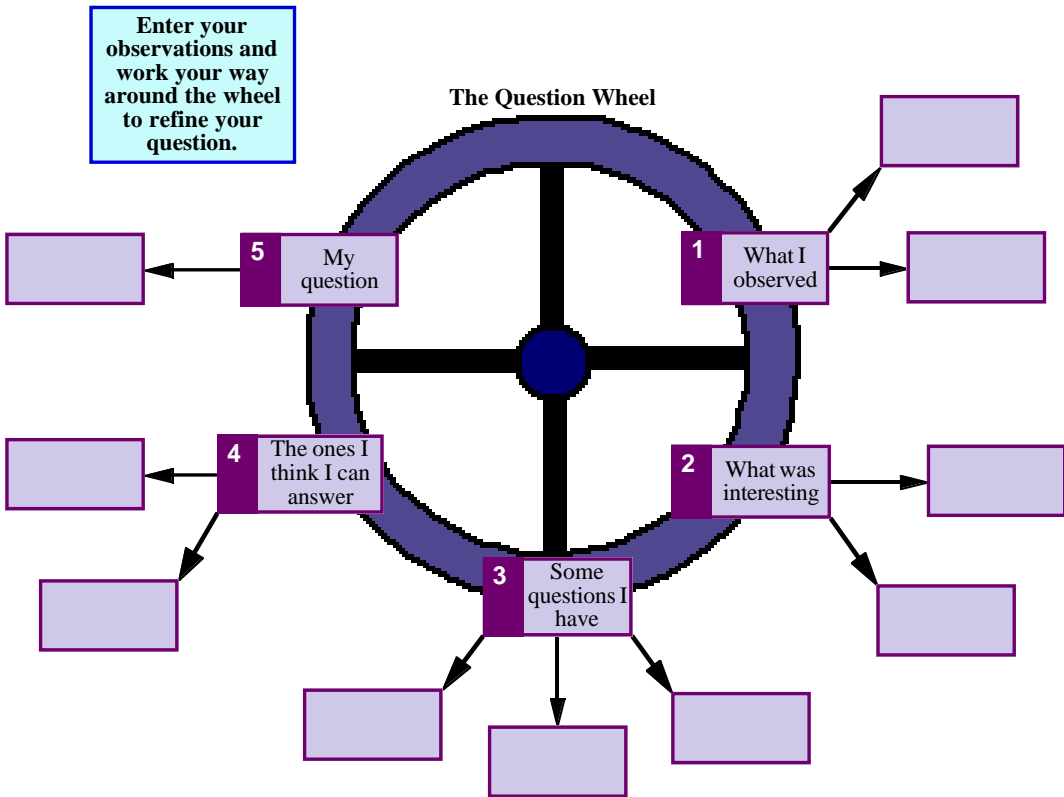 Enter your
observations and
work your way
around the wheel
to refine your
question.
The Question Wheel
1
What I
observed
2
What was
interesting
3
Some
questions I
have
4
The ones I
think I can
answer
5
My
question